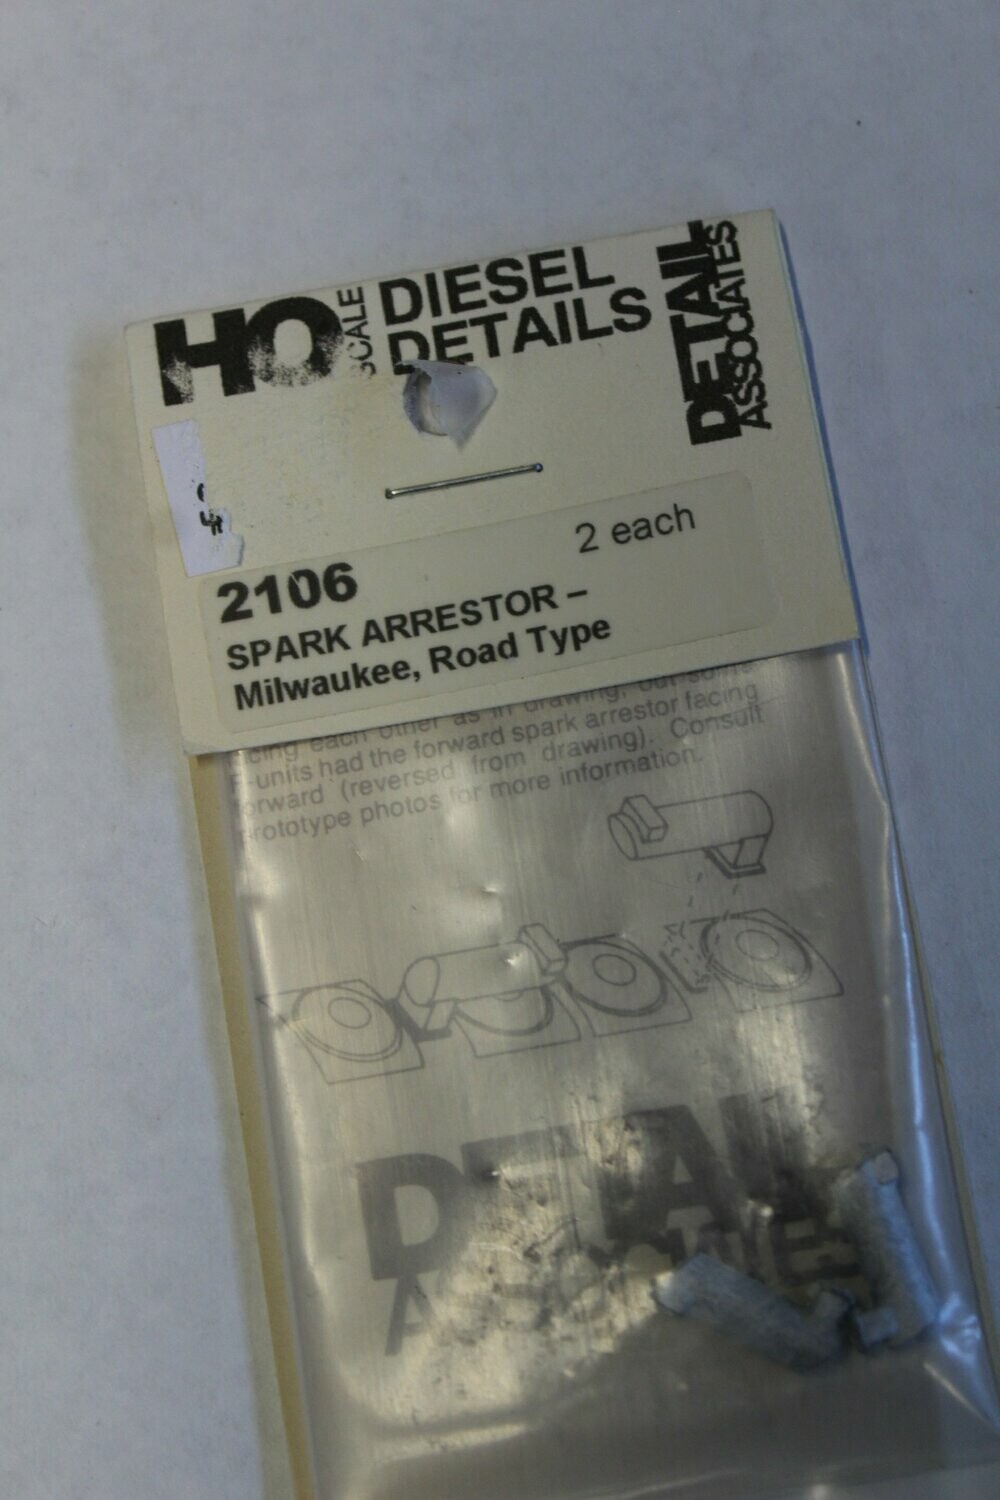 HO SCALE DIESEL
DETAILS
DETAIL
ASSOCIATES
2 each
2106
SPARK ARRESTOR –
Milwaukee, Road Type
facing each other as in drawing, but some
F-units had the forward spark arrestor facing
forward (reversed from drawing). Consult
prototype photos for more information.
DETAIL
ASSOCIATES